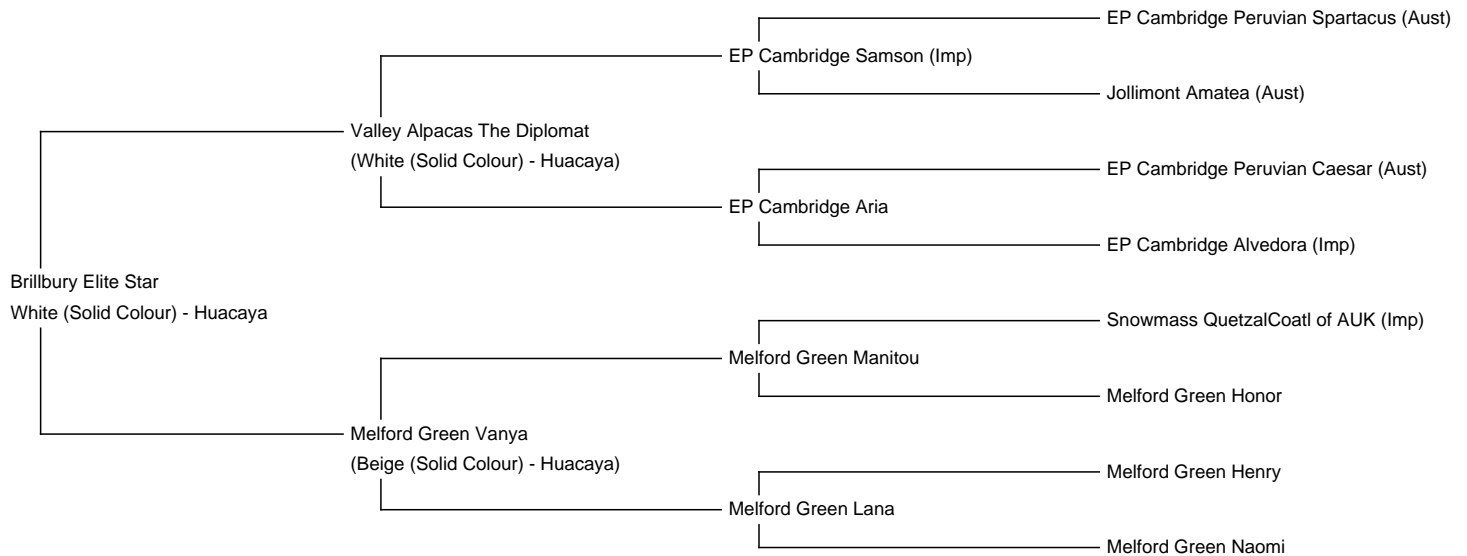 EP Cambridge Peruvian Spartacus (Aust)
EP Cambridge Samson (Imp)
Jollimont Amatea (Aust)
Valley Alpacas The Diplomat
(White (Solid Colour) - Huacaya)
EP Cambridge Peruvian Caesar (Aust)
EP Cambridge Aria
EP Cambridge Alvedora (Imp)
Brillbury Elite Star
White (Solid Colour) - Huacaya
Snowmass QuetzalCoatl of AUK (Imp)
Melford Green Manitou
Melford Green Honor
Melford Green Vanya
(Beige (Solid Colour) - Huacaya)
Melford Green Henry
Melford Green Lana
Melford Green Naomi